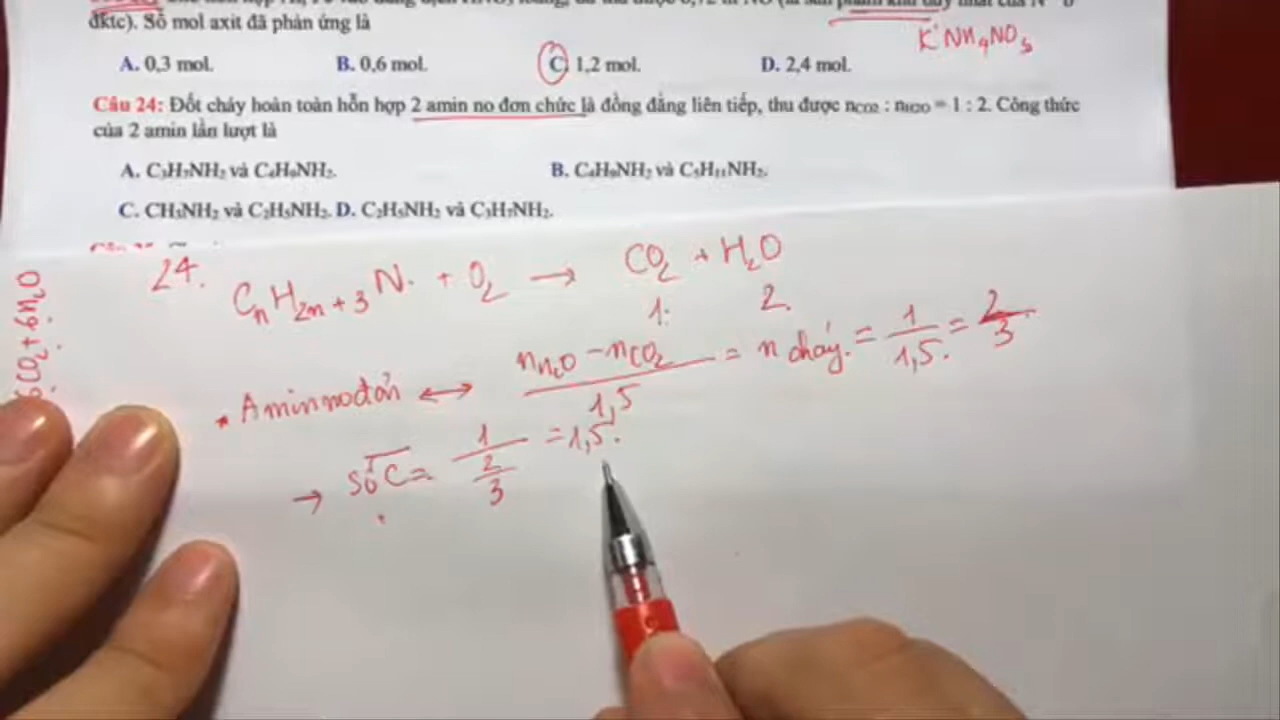 đktc). Số mol axit đã phản ứng là
K' NH4NO3
A. 0,3 mol. B. 0,6 mol. C. 1,2 mol. D. 2,4 mol.
Câu 24: Đốt cháy hoàn toàn hỗn hợp 2 amin no đơn chức là đồng đẳng liên tiếp, thu được nCO2 : nH2O = 1 : 2. Công thức
của 2 amin lần lượt là
A. C3H7NH2 và C4H9NH2. B. C4H9NH2 và C5H11NH2.
C. CH3NH2 và C2H5NH2. D. C2H5NH2 và C3H7NH2.
24. CnH2n+3N + O2 → CO2 + H2O
1: 2.
• Amin no đơn ↔ nH2O - nCO2 / 1,5 = n cháy. = 1/1,5. = 2/3
→ số C = 1 / (2/3) = 1,5.
CO2 + 6H2O